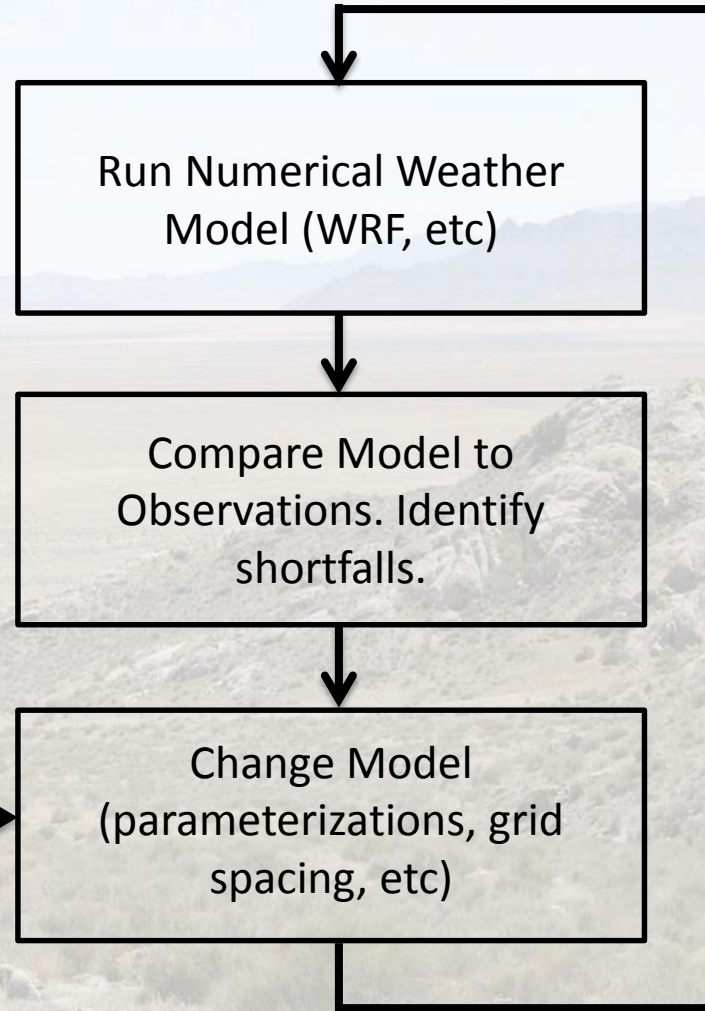 Run Numerical Weather
Model (WRF, etc)
Compare Model to
Observations. Identify
shortfalls.
Change Model
(parameterizations, grid
spacing, etc)